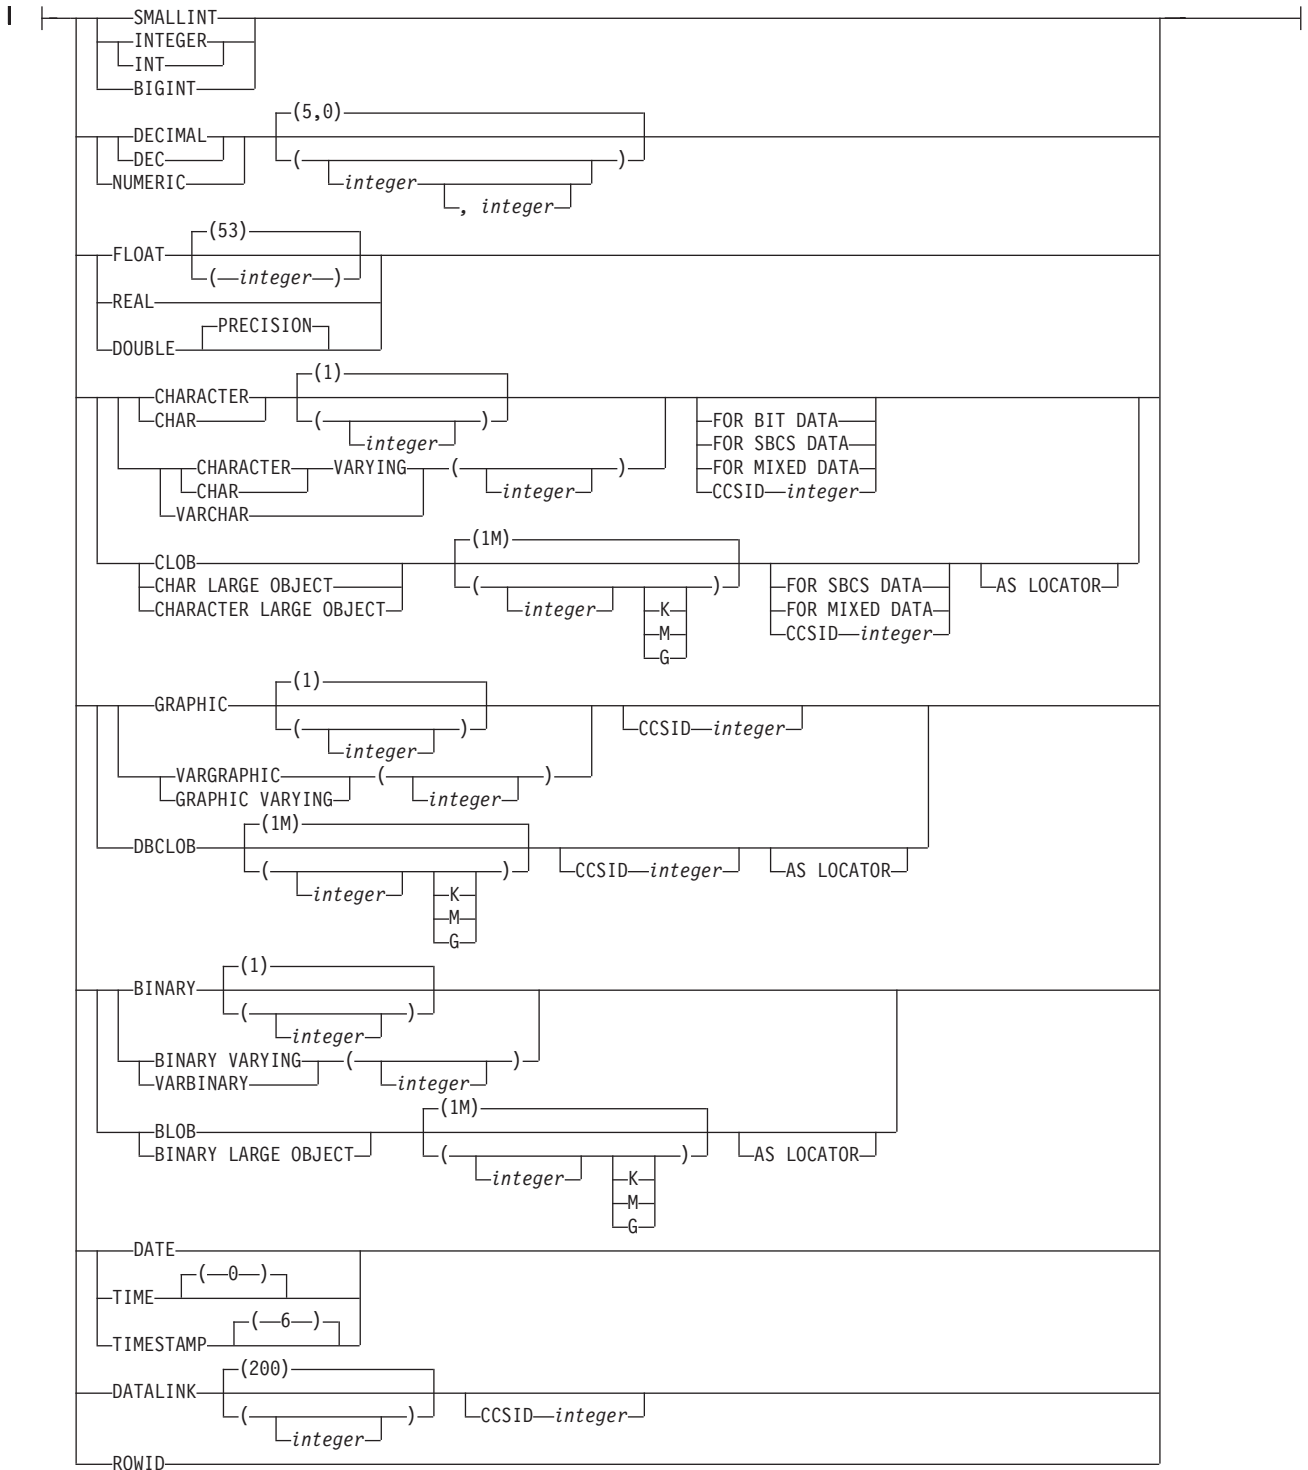 SMALLINT
INTEGER
INT
BIGINT
(5,0)
DECIMAL
DEC ( )
NUMERIC integer
, integer
(53)
FLOAT
( integer )
REAL
PRECISION
DOUBLE
(1)
CHARACTER
CHAR ( ) FOR BIT DATA
integer FOR SBCS DATA
CHARACTER VARYING ( ) FOR MIXED DATA
CHAR integer CCSID integer
VARCHAR
(1M)
CLOB
CHAR LARGE OBJECT ( ) FOR SBCS DATA AS LOCATOR
CHARACTER LARGE OBJECT integer K FOR MIXED DATA
M CCSID integer
G
(1)
GRAPHIC
( ) CCSID integer
integer
VARGRAPHIC ( )
GRAPHIC VARYING integer
(1M)
DBCLOB
( ) CCSID integer AS LOCATOR
integer K
M
G
(1)
BINARY
( )
integer
BINARY VARYING ( )
VARBINARY integer
(1M)
BLOB
BINARY LARGE OBJECT ( ) AS LOCATOR
integer K
M
G
DATE
( 0 )
TIME
( 6 )
TIMESTAMP
(200)
DATALINK
( ) CCSID integer
integer
ROWID